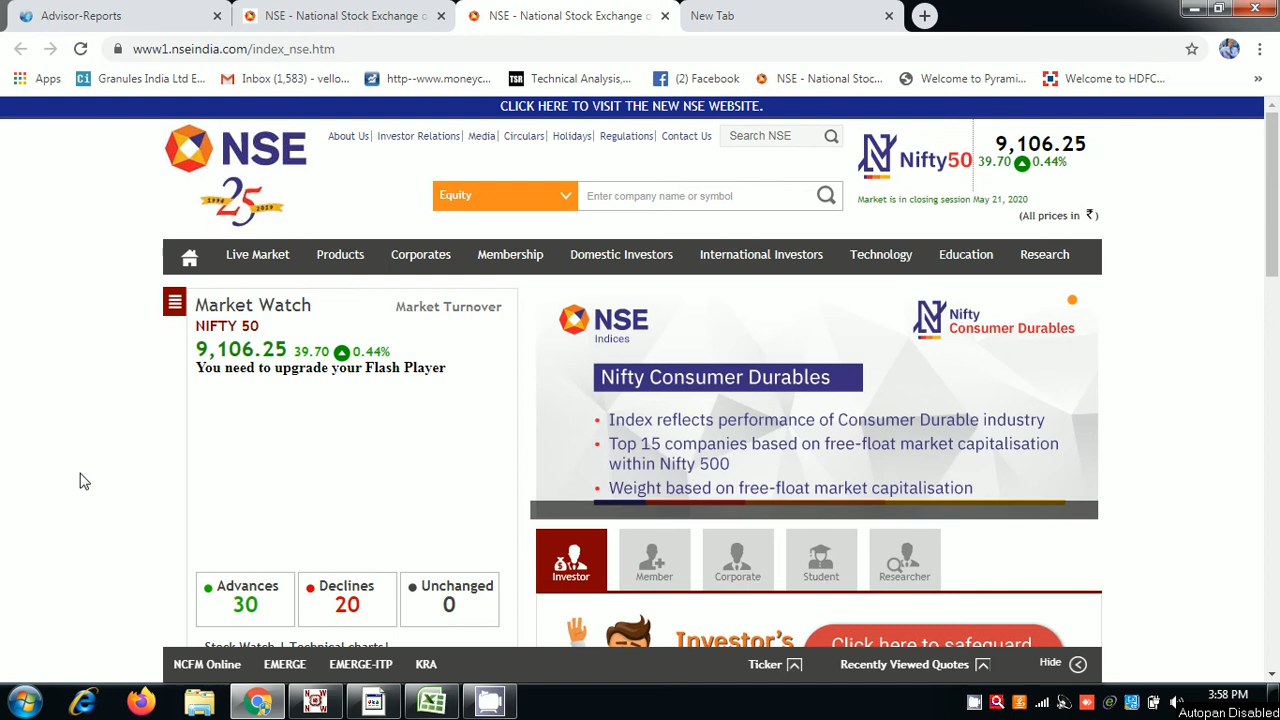 Advisor-Reports
NSE - National Stock Exchange o
NSE - National Stock Exchange o
New Tab
www1.nseindia.com/index_nse.htm
Apps
Ci
Granules India Ltd E...
Inbox (1,583) - vello...
http--www.moneyc...
TSR
Technical Analysis,...
(2) Facebook
NSE - National Stoc...
Welcome to Pyrami...
Welcome to HDFC...
»
CLICK HERE TO VISIT THE NEW NSE WEBSITE.
NSE
1994 25 2019
About Us| Investor Relations| Media| Circulars| Holidays| Regulations| Contact Us
Search NSE
Equity
Enter company name or symbol
Nifty50
9,106.25
39.70 0.44%
Market is in closing session May 21, 2020
(All prices in ₹)
Live Market Products Corporates Membership Domestic Investors International Investors Technology Education Research
Market Watch Market Turnover
NIFTY 50
9,106.25 39.70 0.44%
You need to upgrade your Flash Player
Advances
30
Declines
20
Unchanged
0
Stock Watch | Technical charts|
NSE
Indices
Nifty
Consumer Durables
Nifty Consumer Durables
• Index reflects performance of Consumer Durable industry
• Top 15 companies based on free-float market capitalisation
within Nifty 500
• Weight based on free-float market capitalisation
Investor
Member
Corporate
Student
Researcher
Investor's
Click here to safeguard
NCFM Online EMERGE EMERGE-ITP KRA
Ticker
Recently Viewed Quotes
Hide
3:58 PM
Autopan Disabled